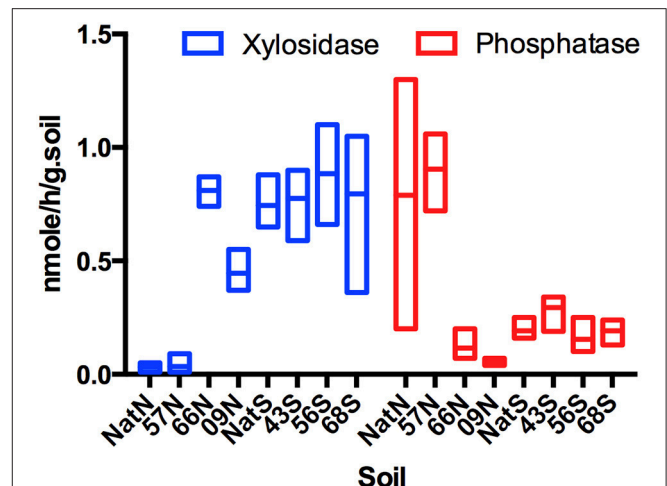 Xylosidase Phosphatase
nmole/h/g.soil
1.5
1.0
0.5
0.0
NatN 57N 66N 09N NatS 43S 56S 68S NatN 57N 66N 09N NatS 43S 56S 68S
Soil